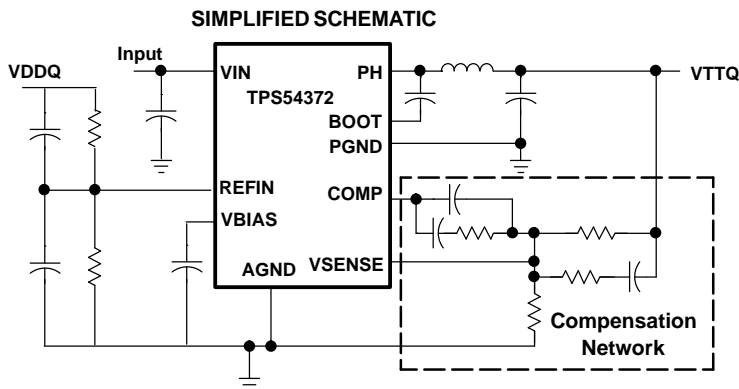 SIMPLIFIED SCHEMATIC
Input
VDDQ
VIN
PH
VTTQ
TPS54372
BOOT
PGND
REFIN
COMP
VBIAS
AGND
VSENSE
Compensation
Network